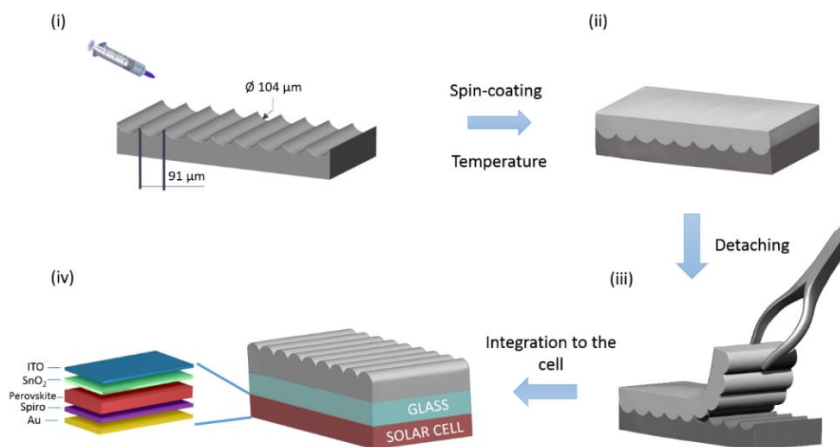 (i)
Ø 104 µm
91 µm
Spin-coating
Temperature
(ii)
Detaching
(iii)
Integration to the
cell
(iv)
ITO
SnO₂
Perovskite
Spiro
Au
GLASS
SOLAR CELL